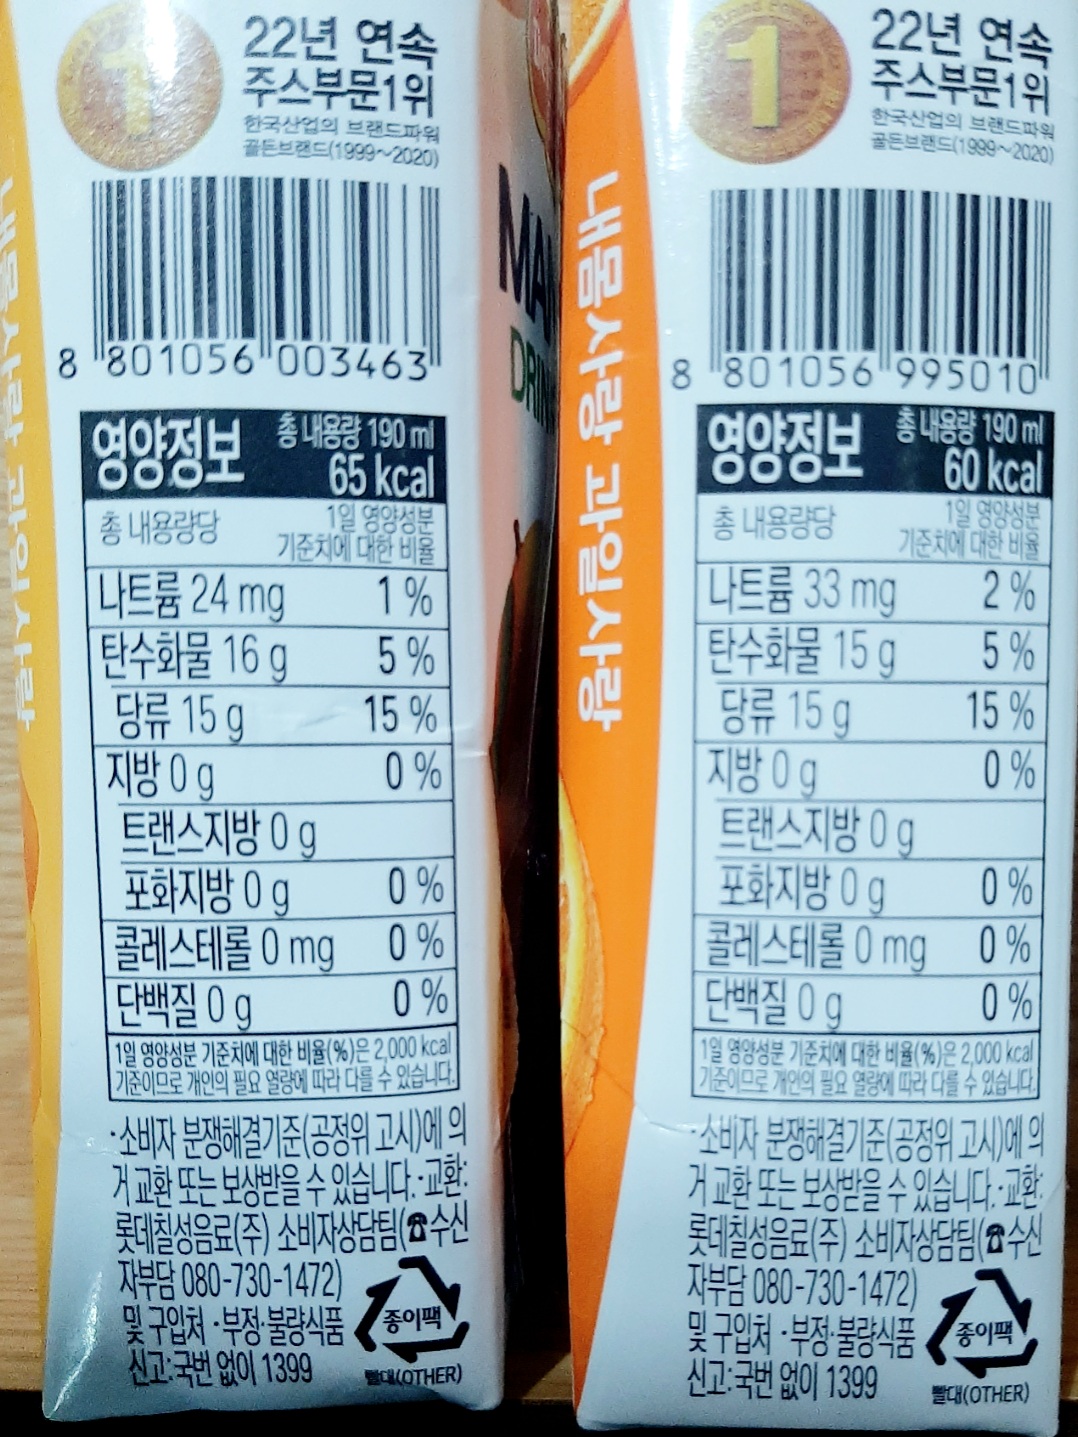 22년 연속
주스부문1위
한국산업의 브랜드파워
골든브랜드(1999~2020)
1
8 801056 003463
영양정보 총 내용량 190 ml
65 kcal
총 내용량당 1일 영양성분
기준치에 대한 비율
나트륨 24 mg 1 %
탄수화물 16 g 5 %
당류 15 g 15 %
지방 0 g 0 %
트랜스지방 0 g
포화지방 0 g 0 %
콜레스테롤 0 mg 0 %
단백질 0 g 0 %
1일 영양성분 기준치에 대한 비율(%)은 2,000 kcal
기준이므로 개인의 필요 열량에 따라 다를 수 있습니다.
·소비자 분쟁해결기준(공정위 고시)에 의
거 교환 또는 보상받을 수 있습니다.·교환:
롯데칠성음료(주) 소비자상담팀(☎수신
자부담 080-730-1472)
및 구입처 ·부정·불량식품
신고:국번 없이 1399
종이팩
빨대(OTHER)
내몸사랑 과일사랑
MA
DRIN
내몸사랑 과일사랑
22년 연속
주스부문1위
한국산업의 브랜드파워
골든브랜드(1999~2020)
1
8 801056 995010
영양정보 총 내용량 190 ml
60 kcal
총 내용량당 1일 영양성분
기준치에 대한 비율
나트륨 33 mg 2 %
탄수화물 15 g 5 %
당류 15 g 15 %
지방 0 g 0 %
트랜스지방 0 g
포화지방 0 g 0 %
콜레스테롤 0 mg 0 %
단백질 0 g 0 %
1일 영양성분 기준치에 대한 비율(%)은 2,000 kcal
기준이므로 개인의 필요 열량에 따라 다를 수 있습니다.
·소비자 분쟁해결기준(공정위 고시)에 의
거 교환 또는 보상받을 수 있습니다.·교환:
롯데칠성음료(주) 소비자상담팀(☎수신
자부담 080-730-1472)
및 구입처 ·부정·불량식품
신고:국번 없이 1399
종이팩
빨대(OTHER)